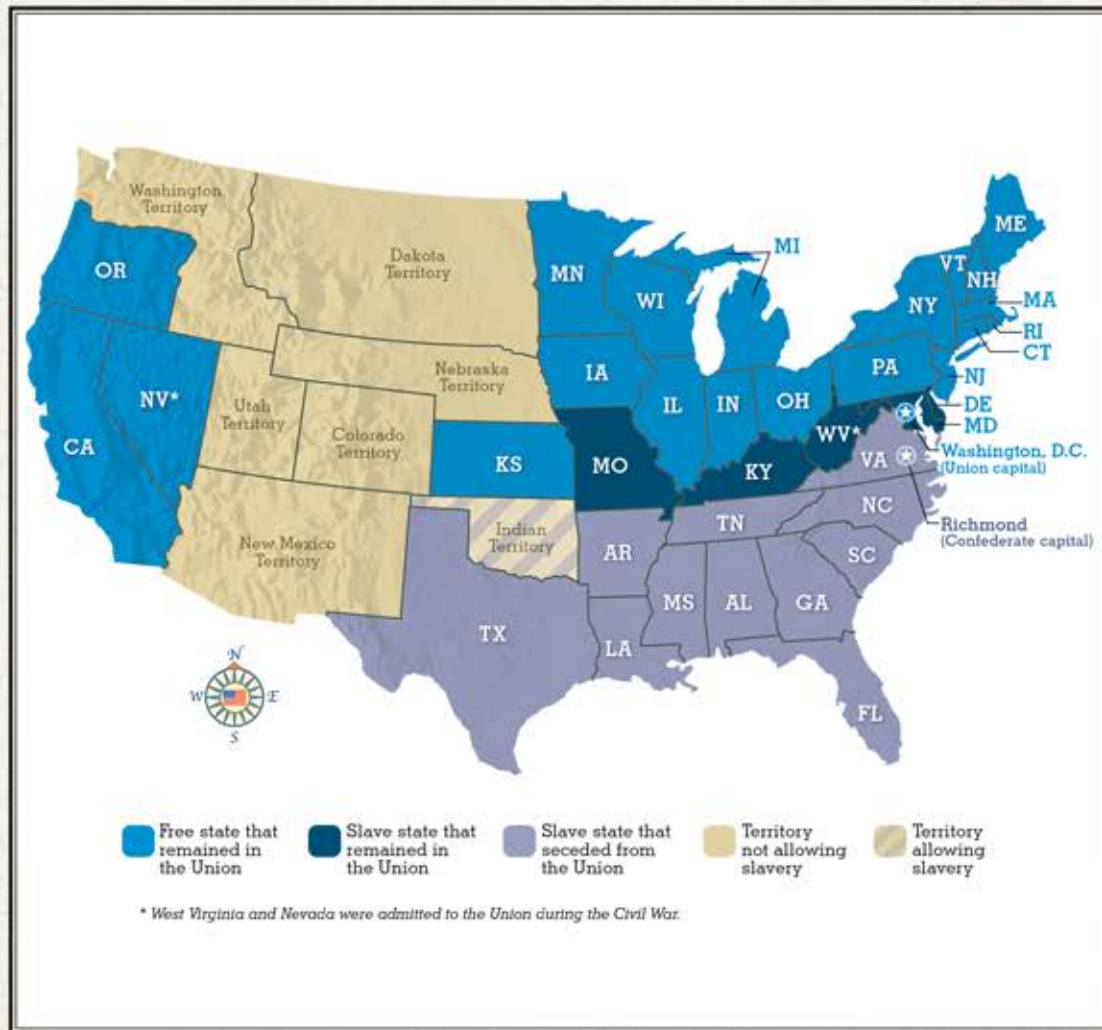 Washington
Territory
OR
Dakota
Territory
MN
MI
WI
ME
VT
NH
NY
MA
RI
CT
NV*
CA
Utah
Territory
Nebraska
Territory
Colorado
Territory
IA
IL
IN
OH
PA
NJ
DE
MD
Washington, D.C.
(Union capital)
KS
MO
KY
WV*
VA
Richmond
(Confederate capital)
New Mexico
Territory
Indian
Territory
TX
AR
LA
TN
MS
AL
GA
NC
SC
FL
N
W
E
S
Free state that
remained in
the Union
Slave state that
remained in
the Union
Slave state that
seceded from
the Union
Territory
not allowing
slavery
Territory
allowing
slavery
* West Virginia and Nevada were admitted to the Union during the Civil War.